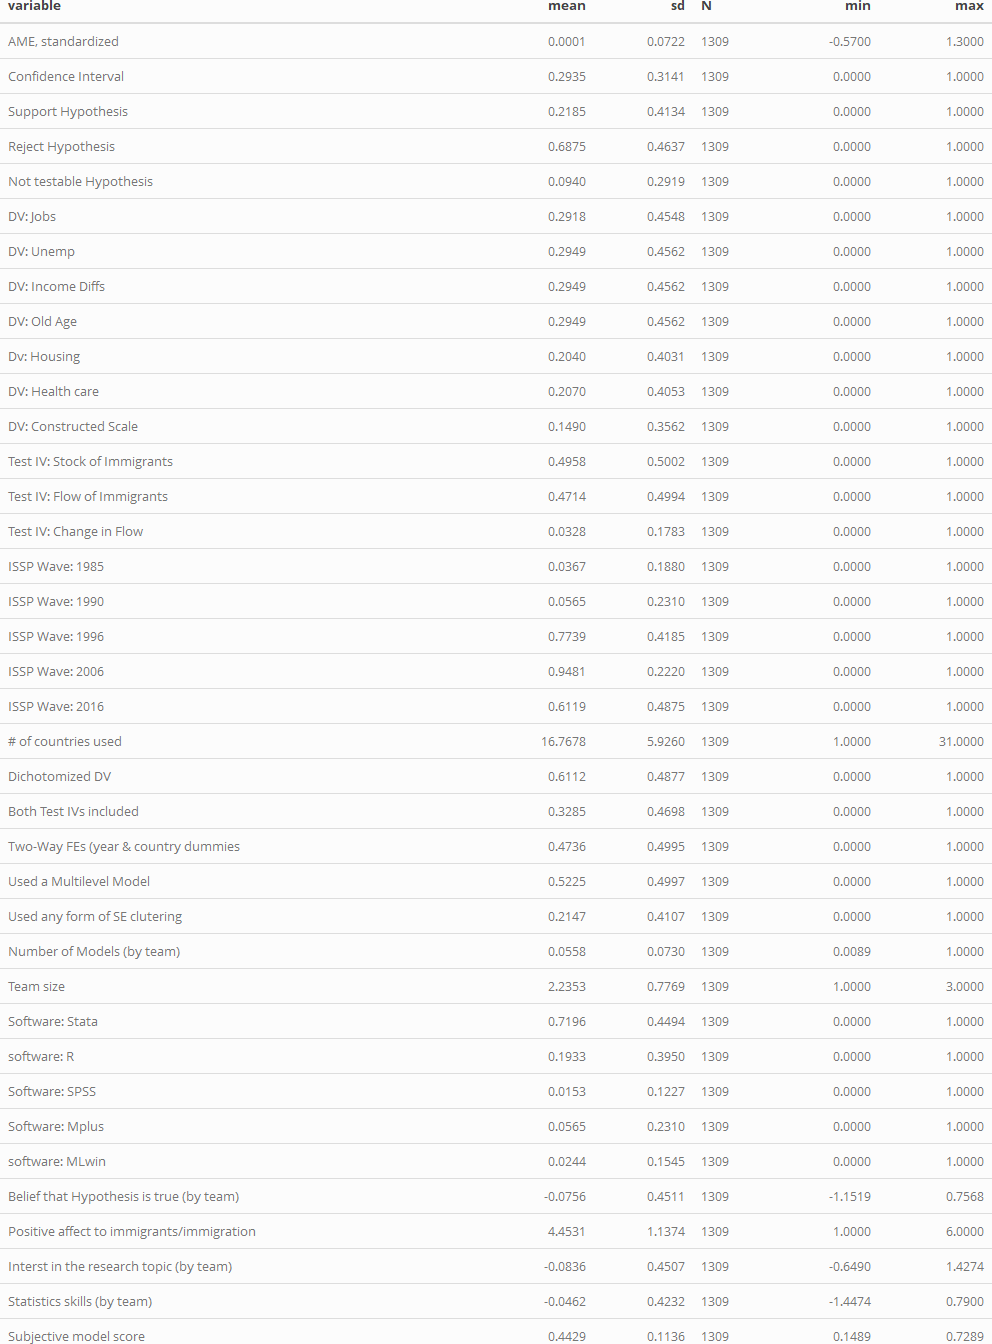 variable mean sd N min max
AME, standardized 0.0001 0.0722 1309 -0.5700 1.3000
Confidence Interval 0.2935 0.3141 1309 0.0000 1.0000
Support Hypothesis 0.2185 0.4134 1309 0.0000 1.0000
Reject Hypothesis 0.6875 0.4637 1309 0.0000 1.0000
Not testable Hypothesis 0.0940 0.2919 1309 0.0000 1.0000
DV: Jobs 0.2918 0.4548 1309 0.0000 1.0000
DV: Unemp 0.2949 0.4562 1309 0.0000 1.0000
DV: Income Diffs 0.2949 0.4562 1309 0.0000 1.0000
DV: Old Age 0.2949 0.4562 1309 0.0000 1.0000
Dv: Housing 0.2040 0.4031 1309 0.0000 1.0000
DV: Health care 0.2070 0.4053 1309 0.0000 1.0000
DV: Constructed Scale 0.1490 0.3562 1309 0.0000 1.0000
Test IV: Stock of Immigrants 0.4958 0.5002 1309 0.0000 1.0000
Test IV: Flow of Immigrants 0.4714 0.4994 1309 0.0000 1.0000
Test IV: Change in Flow 0.0328 0.1783 1309 0.0000 1.0000
ISSP Wave: 1985 0.0367 0.1880 1309 0.0000 1.0000
ISSP Wave: 1990 0.0565 0.2310 1309 0.0000 1.0000
ISSP Wave: 1996 0.7739 0.4185 1309 0.0000 1.0000
ISSP Wave: 2006 0.9481 0.2220 1309 0.0000 1.0000
ISSP Wave: 2016 0.6119 0.4875 1309 0.0000 1.0000
# of countries used 16.7678 5.9260 1309 1.0000 31.0000
Dichotomized DV 0.6112 0.4877 1309 0.0000 1.0000
Both Test IVs included 0.3285 0.4698 1309 0.0000 1.0000
Two-Way FEs (year & country dummies 0.4736 0.4995 1309 0.0000 1.0000
Used a Multilevel Model 0.5225 0.4997 1309 0.0000 1.0000
Used any form of SE clutering 0.2147 0.4107 1309 0.0000 1.0000
Number of Models (by team) 0.0558 0.0730 1309 0.0089 1.0000
Team size 2.2353 0.7769 1309 1.0000 3.0000
Software: Stata 0.7196 0.4494 1309 0.0000 1.0000
software: R 0.1933 0.3950 1309 0.0000 1.0000
Software: SPSS 0.0153 0.1227 1309 0.0000 1.0000
Software: Mplus 0.0565 0.2310 1309 0.0000 1.0000
software: MLwin 0.0244 0.1545 1309 0.0000 1.0000
Belief that Hypothesis is true (by team) -0.0756 0.4511 1309 -1.1519 0.7568
Positive affect to immigrants/immigration 4.4531 1.1374 1309 1.0000 6.0000
Interst in the research topic (by team) -0.0836 0.4507 1309 -0.6490 1.4274
Statistics skills (by team) -0.0462 0.4232 1309 -1.4474 0.7900
Subjective model score 0.4429 0.1136 1309 0.1489 0.7289